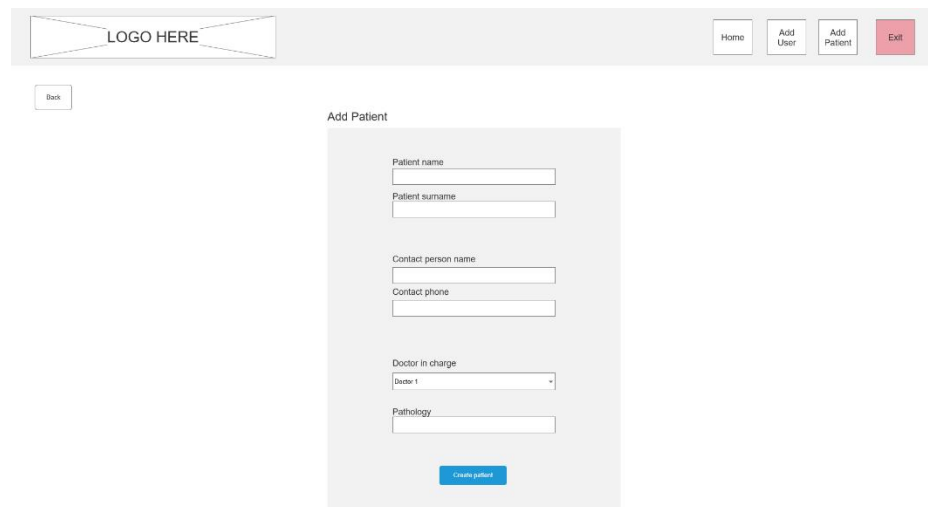 LOGO HERE
Home
Add
User
Add
Patient
Exit
Back
Add Patient
Patient name
Patient surname
Contact person name
Contact phone
Doctor in charge
Doctor 1
Pathology
Create patient